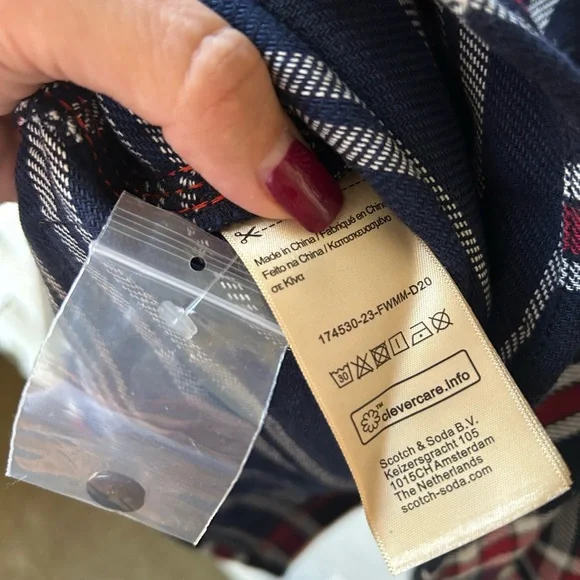 Made in China / Fabriqué en Chine
Feito na China / Κατασκευασμένο
σε Κίνα
174530-23-FWMM-D20
30
clevercare.info
Scotch & Soda B.V.
Keizersgracht 105
1015CH Amsterdam
The Netherlands
scotch-soda.com